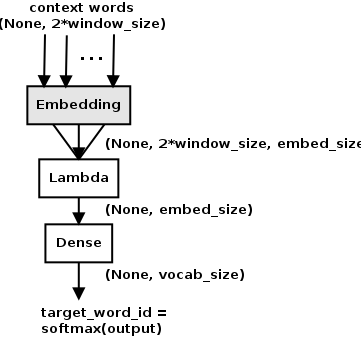 context words
(None, 2*window_size)
...
Embedding
(None, 2*window_size, embed_size
Lambda
(None, embed_size)
Dense
(None, vocab_size)
target_word_id =
softmax(output)